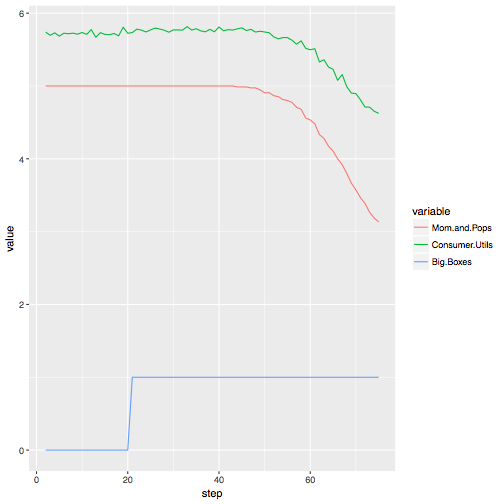 6
4
2
0
value
0
20
40
60
step
variable
Mom.and.Pops
Consumer.Utils
Big.Boxes